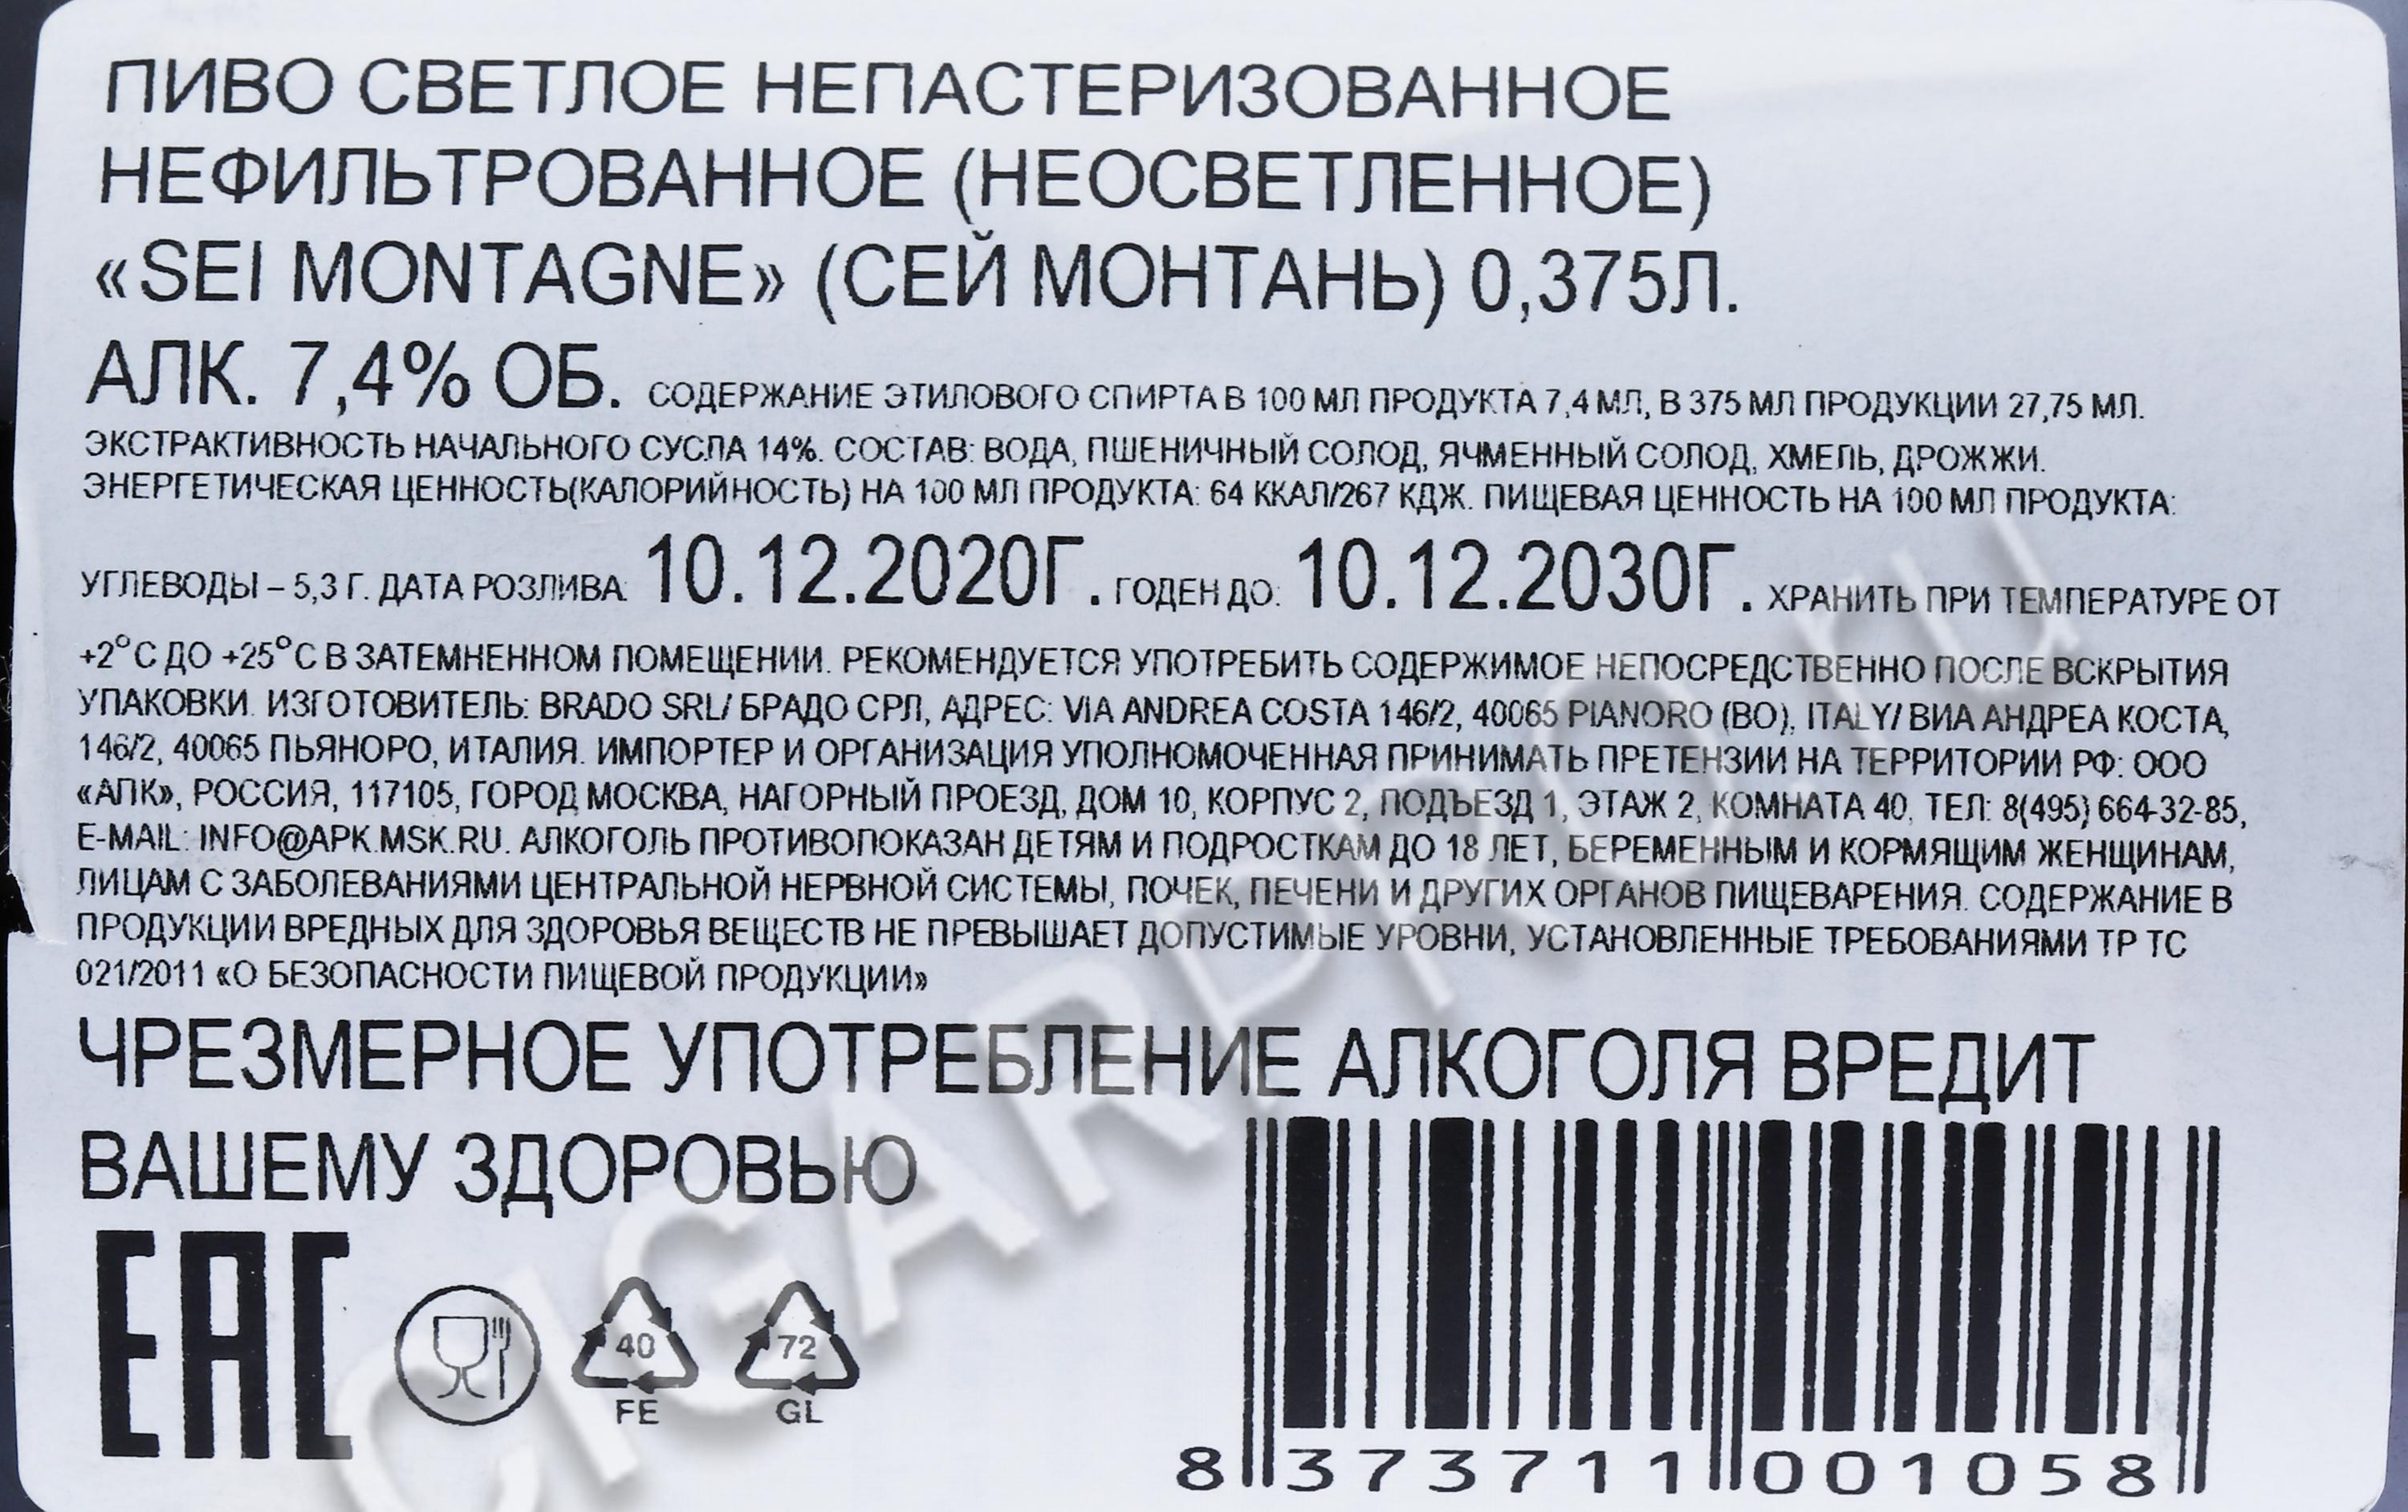 ПИВО СВЕТЛОЕ НЕПАСТЕРИЗОВАННОЕ
НЕФИЛЬТРОВАННОЕ (НЕОСВЕТЛЕННОЕ)
«SEI MONTAGNE» (СЕЙ МОНТАНЬ) 0,375Л.
АЛК. 7,4% ОБ. СОДЕРЖАНИЕ ЭТИЛОВОГО СПИРТА В 100 МЛ ПРОДУКТА 7,4 МЛ, В 375 МЛ ПРОДУКЦИИ 27,75 МЛ.
ЭКСТРАКТИВНОСТЬ НАЧАЛЬНОГО СУСЛА 14%. СОСТАВ: ВОДА, ПШЕНИЧНЫЙ СОЛОД, ЯЧМЕННЫЙ СОЛОД, ХМЕЛЬ, ДРОЖЖИ.
ЭНЕРГЕТИЧЕСКАЯ ЦЕННОСТЬ(КАЛОРИЙНОСТЬ) НА 100 МЛ ПРОДУКТА: 64 ККАЛ/267 КДЖ. ПИЩЕВАЯ ЦЕННОСТЬ НА 100 МЛ ПРОДУКТА:
УГЛЕВОДЫ – 5,3 Г. ДАТА РОЗЛИВА: 10.12.2020Г. ГОДЕН ДО: 10.12.2030Г. ХРАНИТЬ ПРИ ТЕМПЕРАТУРЕ ОТ
+2°С ДО +25°С В ЗАТЕМНЕННОМ ПОМЕЩЕНИИ. РЕКОМЕНДУЕТСЯ УПОТРЕБИТЬ СОДЕРЖИМОЕ НЕПОСРЕДСТВЕННО ПОСЛЕ ВСКРЫТИЯ
УПАКОВКИ. ИЗГОТОВИТЕЛЬ: BRADO SRL/ БРАДО СРЛ, АДРЕС: VIA ANDREA COSTA 146/2, 40065 PIANORO (BO), ITALY/ ВИА АНДРЕА КОСТА,
146/2, 40065 ПЬЯНОРО, ИТАЛИЯ. ИМПОРТЕР И ОРГАНИЗАЦИЯ УПОЛНОМОЧЕННАЯ ПРИНИМАТЬ ПРЕТЕНЗИИ НА ТЕРРИТОРИИ РФ: ООО
«АПК», РОССИЯ, 117105, ГОРОД МОСКВА, НАГОРНЫЙ ПРОЕЗД, ДОМ 10, КОРПУС 2, ПОДЪЕЗД 1, ЭТАЖ 2, КОМНАТА 40, ТЕЛ: 8(495) 664-32-85,
E-MAIL: INFO@APK.MSK.RU. АЛКОГОЛЬ ПРОТИВОПОКАЗАН ДЕТЯМ И ПОДРОСТКАМ ДО 18 ЛЕТ, БЕРЕМЕННЫМ И КОРМЯЩИМ ЖЕНЩИНАМ,
ЛИЦАМ С ЗАБОЛЕВАНИЯМИ ЦЕНТРАЛЬНОЙ НЕРВНОЙ СИСТЕМЫ, ПОЧЕК, ПЕЧЕНИ И ДРУГИХ ОРГАНОВ ПИЩЕВАРЕНИЯ. СОДЕРЖАНИЕ В
ПРОДУКЦИИ ВРЕДНЫХ ДЛЯ ЗДОРОВЬЯ ВЕЩЕСТВ НЕ ПРЕВЫШАЕТ ДОПУСТИМЫЕ УРОВНИ, УСТАНОВЛЕННЫЕ ТРЕБОВАНИЯМИ ТР ТС
021/2011 «О БЕЗОПАСНОСТИ ПИЩЕВОЙ ПРОДУКЦИИ»
ЧРЕЗМЕРНОЕ УПОТРЕБЛЕНИЕ АЛКОГОЛЯ ВРЕДИТ
ВАШЕМУ ЗДОРОВЬЮ
EAC
40
FE
72
GL
8 373711 001058
CIGARPRO.ru